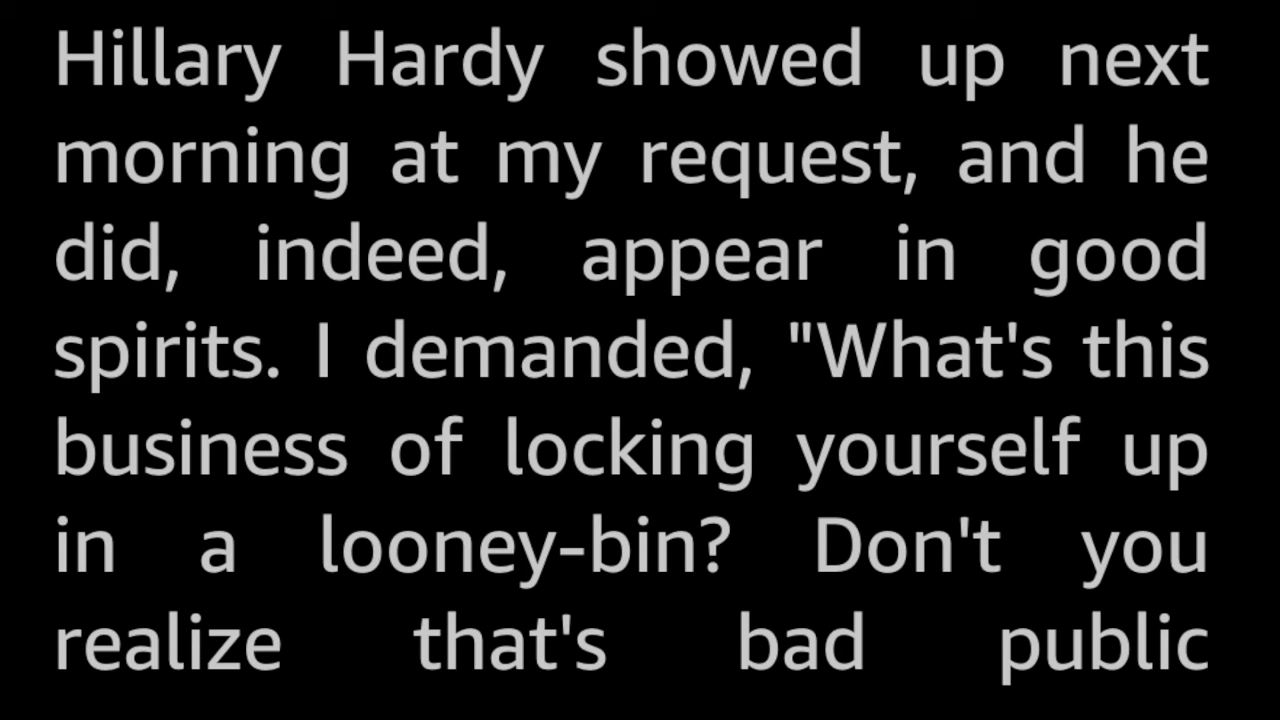 Hillary Hardy showed up next
morning at my request, and he
did, indeed, appear in good
spirits. I demanded, "What's this
business of locking yourself up
in a looney-bin? Don't you
realize that's bad public